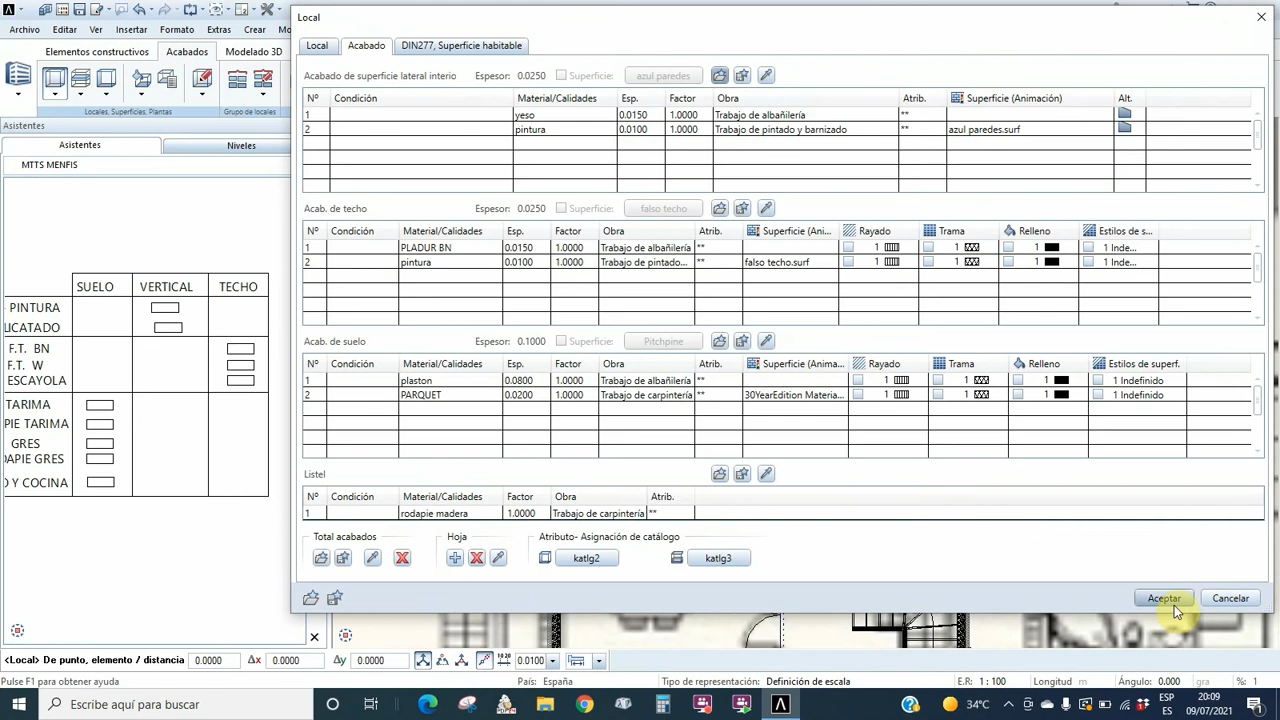 Archivo Editar Ver Insertar Formato Extras Crear
Elementos constructivos Acabados Modelado 3D
Locales, Superficies, Plantas Grupo de locales
Asistentes
Asistentes Niveles
MTTS MENFIS
SUELO VERTICAL TECHO
PINTURA
LICATADO
F.T. BN
F.T. W
ESCAYOLA
TARIMA
PIE TARIMA
GRES
DAPIE GRES
O Y COCINA
Local
Local Acabado DIN277, Superficie habitable
Acabado de superficie lateral interio Espesor: 0.0250 Superficie: azul paredes
Nº Condición Material/Calidades Esp. Factor Obra Atrib. Superficie (Animación) Alt.
1 yeso 0.0150 1.0000 Trabajo de albañilería **
2 pintura 0.0100 1.0000 Trabajo de pintado y barnizado ** azul paredes.surf
Acab. de techo Espesor: 0.0250 Superficie: falso techo
Nº Condición Material/Calidades Esp. Factor Obra Atrib. Superficie (Ani... Rayado Trama Relleno Estilos de s...
1 PLADUR BN 0.0150 1.0000 Trabajo de albañilería ** 1 1 1 1 Inde...
2 pintura 0.0100 1.0000 Trabajo de pintado... ** falso techo.surf 1 1 1 1 Inde...
Acab. de suelo Espesor: 0.1000 Superficie: Pitchpine
Nº Condición Material/Calidades Esp. Factor Obra Atrib. Superficie (Anima... Rayado Trama Relleno Estilos de superf.
1 plaston 0.0800 1.0000 Trabajo de albañilería ** 1 1 1 1 Indefinido
2 PARQUET 0.0200 1.0000 Trabajo de carpintería ** 30YearEdition Materia... 1 1 1 1 Indefinido
Listel
Nº Condición Material/Calidades Factor Obra Atrib.
1 rodapie madera 1.0000 Trabajo de carpintería **
Total acabados Hoja Atributo- Asignación de catálogo
katlg2 katlg3
Aceptar Cancelar
<Local> De punto, elemento / distancia 0.0000 Δx 0.0000 Δy 0.0000 0.0100
Pulse F1 para obtener ayuda País: España Tipo de representación: Definición de escala E.R: 1 : 100 Longitud m Ángulo: 0.000 gra %: 1
Escribe aquí para buscar 34°C ESP ES 20:09 09/07/2021